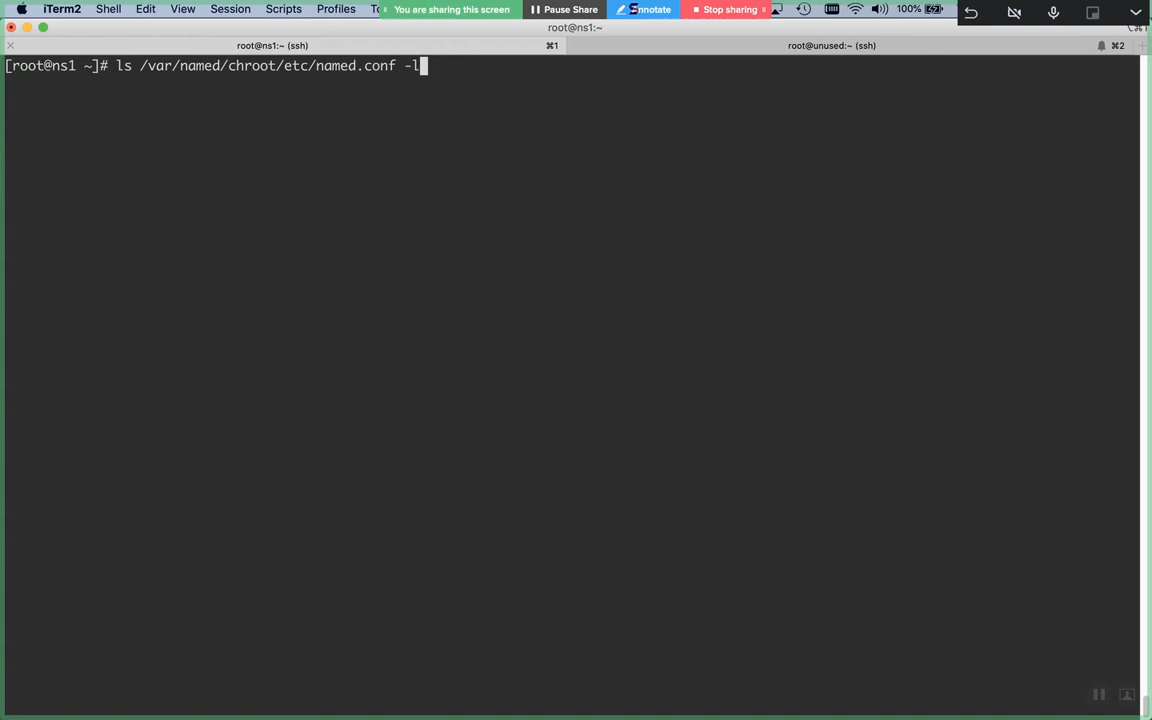 iTerm2 Shell Edit View Session Scripts Profiles You are sharing this screen Pause Share Annotate Stop sharing 100%
root@ns1:~
root@ns1:~ (ssh) ⌘1 root@unused:~ (ssh) ⌘2
[root@ns1 ~]# ls /var/named/chroot/etc/named.conf -l